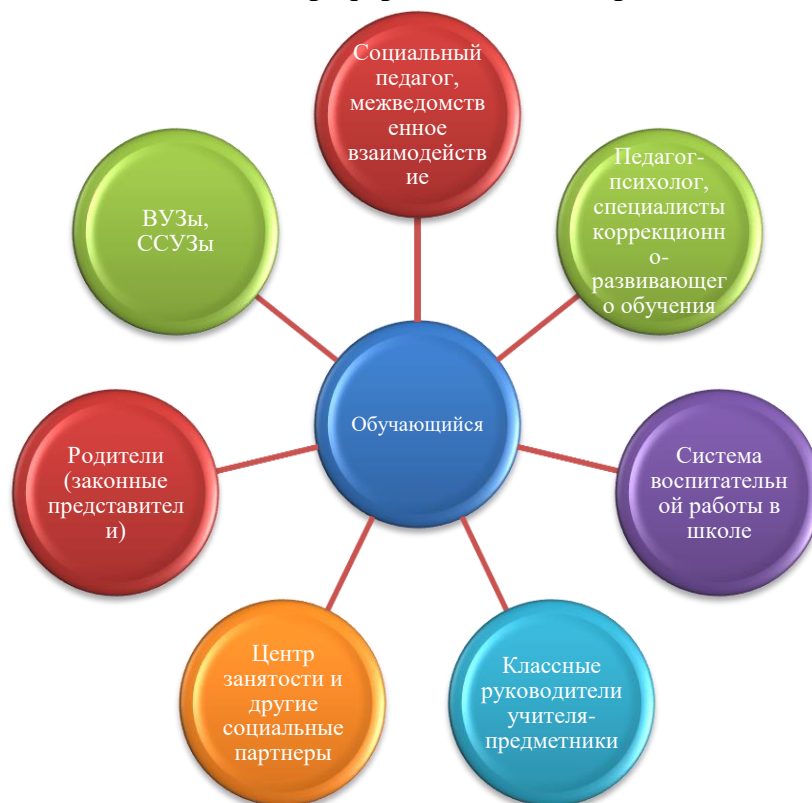 Социальный
педагог,
межведомств
енное
взаимодейств
ие
Педагог-
психолог,
специалисты
коррекционн
о-
развивающег
о обучения
ВУЗы,
ССУЗы
Обучающийся
Родители
(законные
представител
и)
Система
воспитательн
ой работы в
школе
Центр
занятости и
другие
социальные
партнеры
Классные
руководители
учителя-
предметники